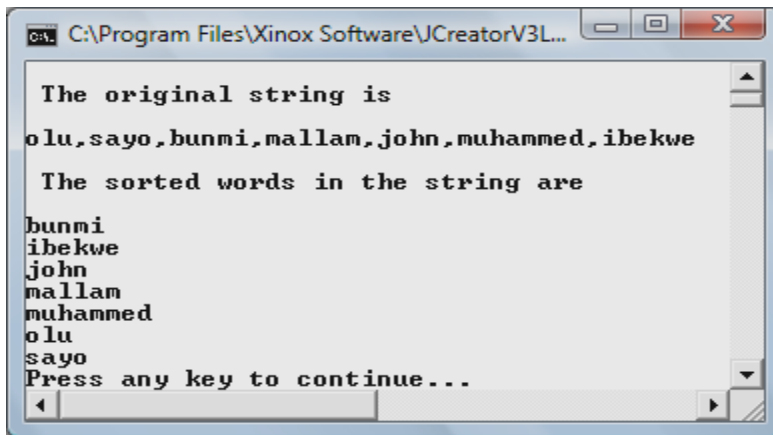 C:\Program Files\Xinox Software\JCreatorV3L...
The original string is
olu,sayo,bunmi,mallam,john,muhammed,ibekwe
The sorted words in the string are
bunmi
ibekwe
john
mallam
muhammed
olu
sayo
Press any key to continue...